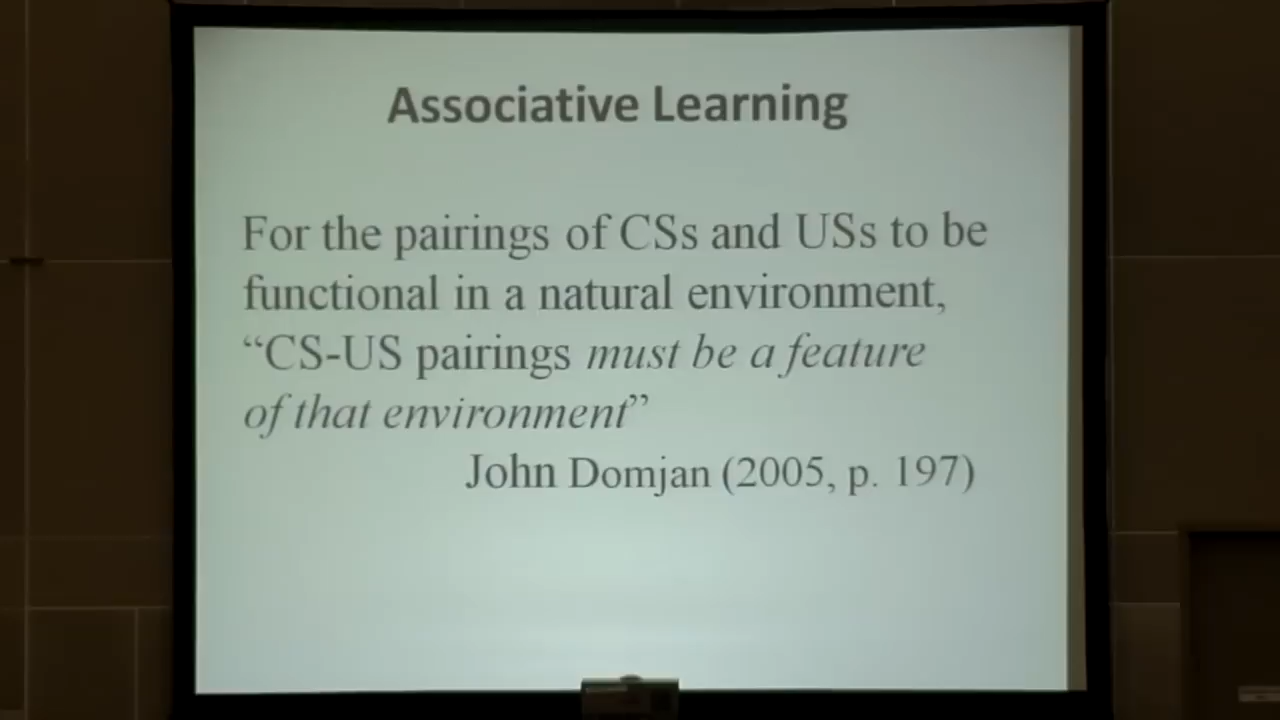 Associative Learning
For the pairings of CSs and USs to be
functional in a natural environment,
“CS-US pairings must be a feature
of that environment”
John Domjan (2005, p. 197)